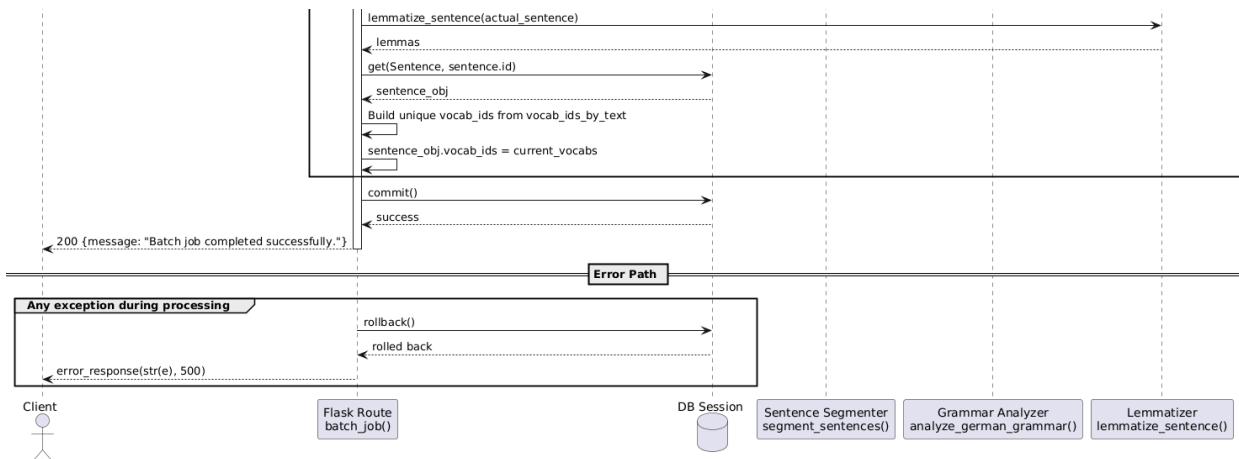 lemmatize_sentence(actual_sentence)
lemmas
get(Sentence, sentence.id)
sentence_obj
Build unique vocab_ids from vocab_ids_by_text
sentence_obj.vocab_ids = current_vocabs
commit()
success
200 {message: "Batch job completed successfully."}
Error Path
Any exception during processing
rollback()
rolled back
error_response(str(e), 500)
Client
Flask Route
batch_job()
DB Session
Sentence Segmenter
segment_sentences()
Grammar Analyzer
analyze_german_grammar()
Lemmatizer
lemmatize_sentence()